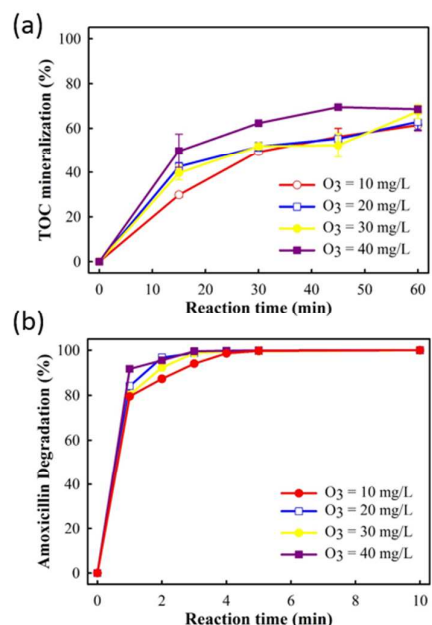 (a)
100
80
60
40
20
0
TOC mineralization (%)
O3 = 10 mg/L
O3 = 20 mg/L
O3 = 30 mg/L
O3 = 40 mg/L
0 10 20 30 40 50 60
Reaction time (min)
(b)
100
80
60
40
20
0
Amoxicillin Degradation (%)
O3 = 10 mg/L
O3 = 20 mg/L
O3 = 30 mg/L
O3 = 40 mg/L
0 2 4 6 8 10
Reaction time (min)